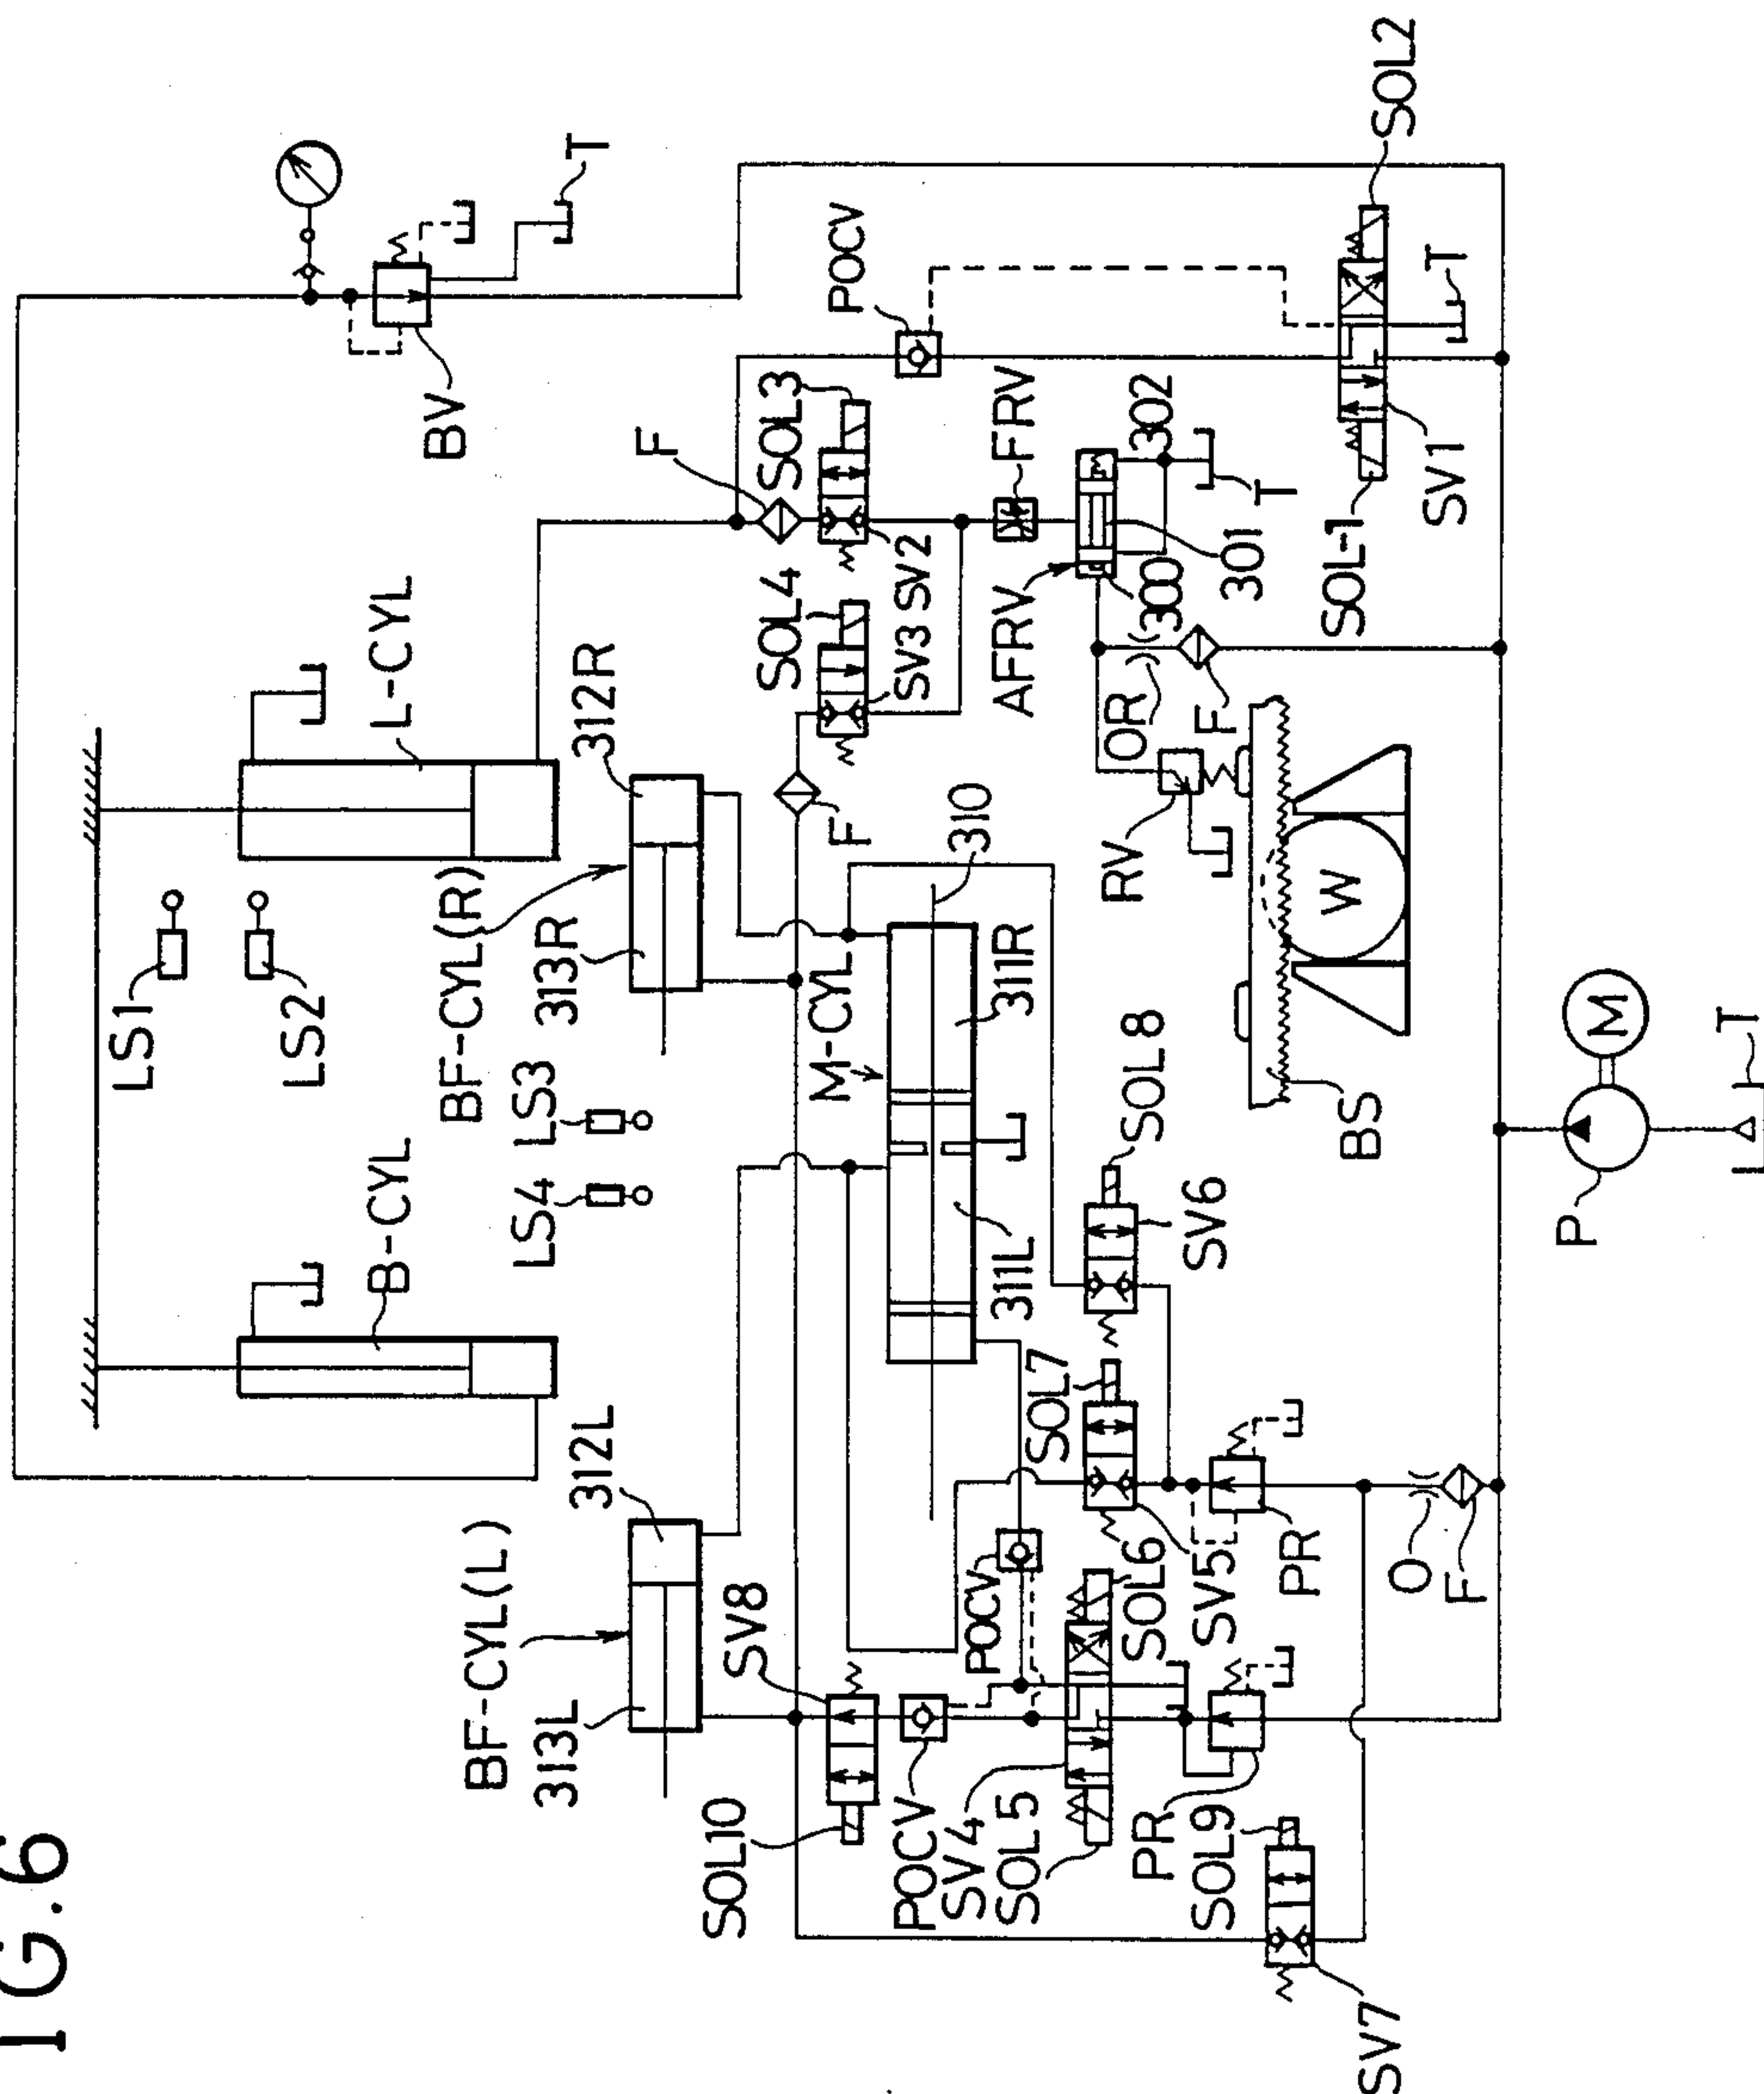 IG.6
LS1
LS2
B-CYL
L-CYL
BV
T
LS4
LS3
BF-CYL(L)
313L
312L
BF-CYL(R)
313R
312R
F
SOL4
SOL3
POCV
SV8
SOL10
M-CYL
F
310
SV3
SV2
FFRV
POCV
POCV
SV4
SOL5
311L
311R
AFRV
300
301
302
T
SOL7
SOL6
SV5
SOL8
SV6
OR
F
RV
PR
SOL9
PR
O
F
W
BS
SOL-1
SV1
SOL2
T
SV7
P
M
T